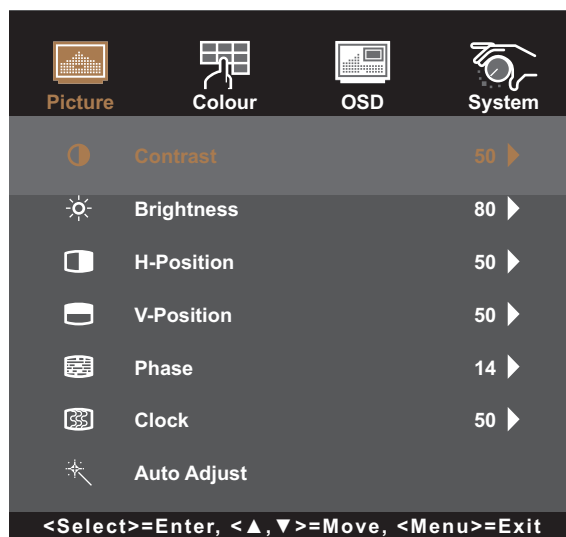 Picture Colour OSD System
Contrast 50
Brightness 80
H-Position 50
V-Position 50
Phase 14
Clock 50
Auto Adjust
<Select>=Enter, <▲,▼>=Move, <Menu>=Exit